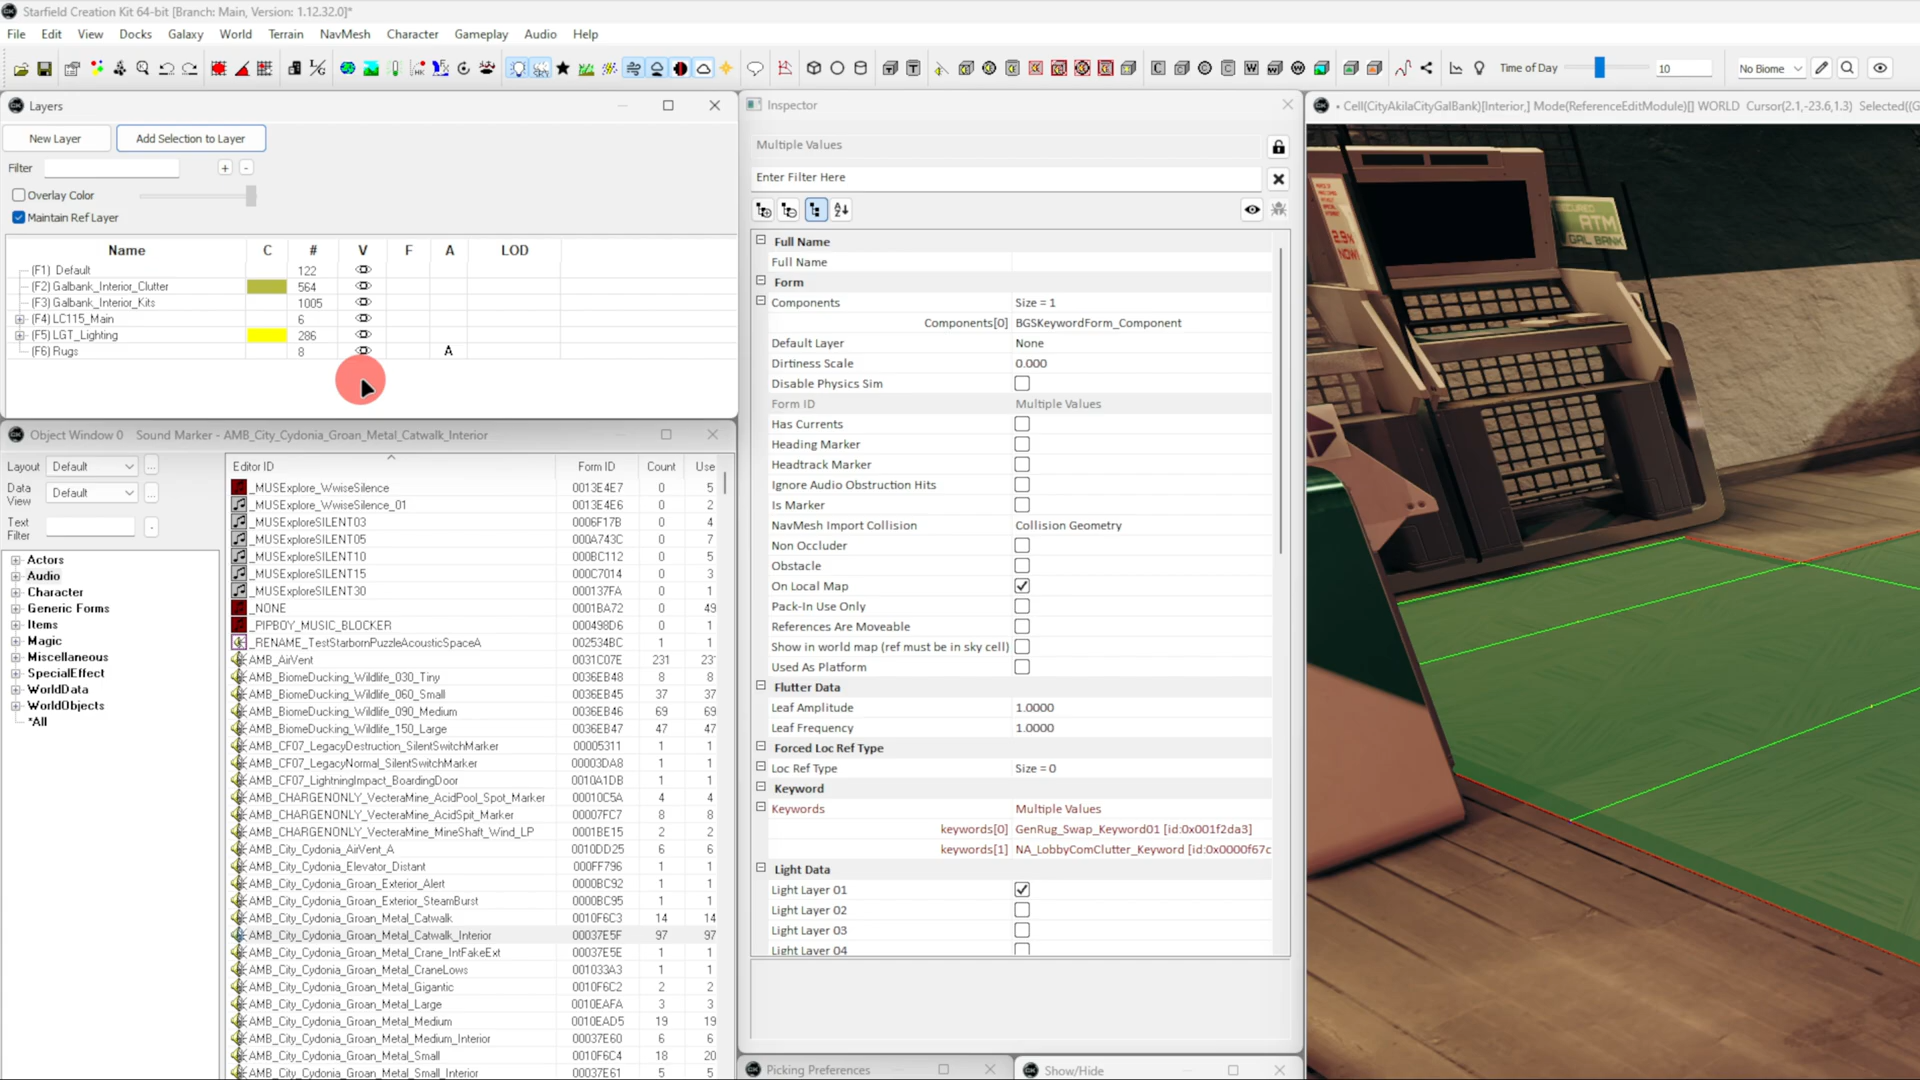 Starfield Creation Kit 64-bit [Branch: Main, Version: 1.12.32.0]*
File Edit View Docks Galaxy World Terrain NavMesh Character Gameplay Audio Help
Time of Day 10 No Biome
Layers
New Layer Add Selection to Layer
Filter + -
Overlay Color
Maintain Ref Layer
Name C # V F A LOD
(F1) Default 122
(F2) Galbank_Interior_Clutter 564
(F3) Galbank_Interior_Kits 1005
(F4) LC115_Main 6
(F5) LGT_Lighting 286
(F6) Rugs 8 A
Object Window 0 Sound Marker - AMB_City_Cydonia_Groan_Metal_Catwalk_Interior
Layout Default ...
Data View Default ...
Text Filter
Actors
Audio
Character
Generic Forms
Items
Magic
Miscellaneous
SpecialEffect
WorldData
WorldObjects
*All
Editor ID Form ID Count Use
_MUSExplore_WwiseSilence 0013E4E7 0 5
_MUSExplore_WwiseSilence_01 0013E4E6 0 2
_MUSExploreSILENT03 0006F17B 0 4
_MUSExploreSILENT05 000A743C 0 7
_MUSExploreSILENT10 000BC112 0 5
_MUSExploreSILENT15 000C7014 0 3
_MUSExploreSILENT30 000137FA 0 1
_NONE 0001BA72 0 49
_PIPBOY_MUSIC_BLOCKER 000498D6 0 1
_RENAME_TestStarbornPuzzleAcousticSpaceA 002534BC 1 1
AMB_AirVent 0031C07E 231 23
AMB_BiomeDucking_Wildlife_030_Tiny 0036EB48 8 8
AMB_BiomeDucking_Wildlife_060_Small 0036EB45 37 37
AMB_BiomeDucking_Wildlife_090_Medium 0036EB46 69 69
AMB_BiomeDucking_Wildlife_150_Large 0036EB47 47 47
AMB_CF07_LegacyDestruction_SilentSwitchMarker 00005311 1 1
AMB_CF07_LegacyNormal_SilentSwitchMarker 00003DA8 1 1
AMB_CF07_LightningImpact_BoardingDoor 0010A1DB 1 1
AMB_CHARGENONLY_VecteraMine_AcidPool_Spot_Marker 00010C5A 4 4
AMB_CHARGENONLY_VecteraMine_AcidSpit_Marker 00007FC7 8 8
AMB_CHARGENONLY_VecteraMine_MineShaft_Wind_LP 0001BE15 2 2
AMB_City_Cydonia_AirVent_A 0010DD25 6 6
AMB_City_Cydonia_Elevator_Distant 000FF796 1 1
AMB_City_Cydonia_Groan_Exterior_Alert 0000BC92 1 1
AMB_City_Cydonia_Groan_Exterior_SteamBurst 0000BC95 1 1
AMB_City_Cydonia_Groan_Metal_Catwalk 0010F6C3 14 14
AMB_City_Cydonia_Groan_Metal_Catwalk_Interior 00037E5F 97 97
AMB_City_Cydonia_Groan_Metal_Crane_IntFakeExt 00037E5E 1 1
AMB_City_Cydonia_Groan_Metal_CraneLows 001033A3 1 1
AMB_City_Cydonia_Groan_Metal_Gigantic 0010F6C2 2 2
AMB_City_Cydonia_Groan_Metal_Large 0010EAFA 3 3
AMB_City_Cydonia_Groan_Metal_Medium 0010EAD5 19 19
AMB_City_Cydonia_Groan_Metal_Medium_Interior 00037E60 6 6
AMB_City_Cydonia_Groan_Metal_Small 0010F6C4 18 20
AMB_City_Cydonia_Groan_Metal_Small_Interior 00037E61 5 5
Inspector
Multiple Values
Enter Filter Here
Full Name
Full Name
Form
Components Size = 1
Components[0] BGSKeywordForm_Component
Default Layer None
Dirtiness Scale 0.000
Disable Physics Sim
Form ID Multiple Values
Has Currents
Heading Marker
Headtrack Marker
Ignore Audio Obstruction Hits
Is Marker
NavMesh Import Collision Collision Geometry
Non Occluder
Obstacle
On Local Map
Pack-In Use Only
References Are Moveable
Show in world map (ref must be in sky cell)
Used As Platform
Flutter Data
Leaf Amplitude 1.0000
Leaf Frequency 1.0000
Forced Loc Ref Type
Loc Ref Type Size = 0
Keyword
Keywords Multiple Values
keywords[0] GenRug_Swap_Keyword01 [id:0x001f2da3]
keywords[1] NA_LobbyComClutter_Keyword [id:0x0000f67c
Light Data
Light Layer 01
Light Layer 02
Light Layer 03
Light Layer 04
Picking Preferences
Show/Hide
Cell(CityAkilaCityGalBank)[Interior,] Mode(ReferenceEditModule)[] WORLD Cursor(2.1,-23.6,1.3) Selected((G
2.9%
NOW!
SECURED
ATM
GAL BANK